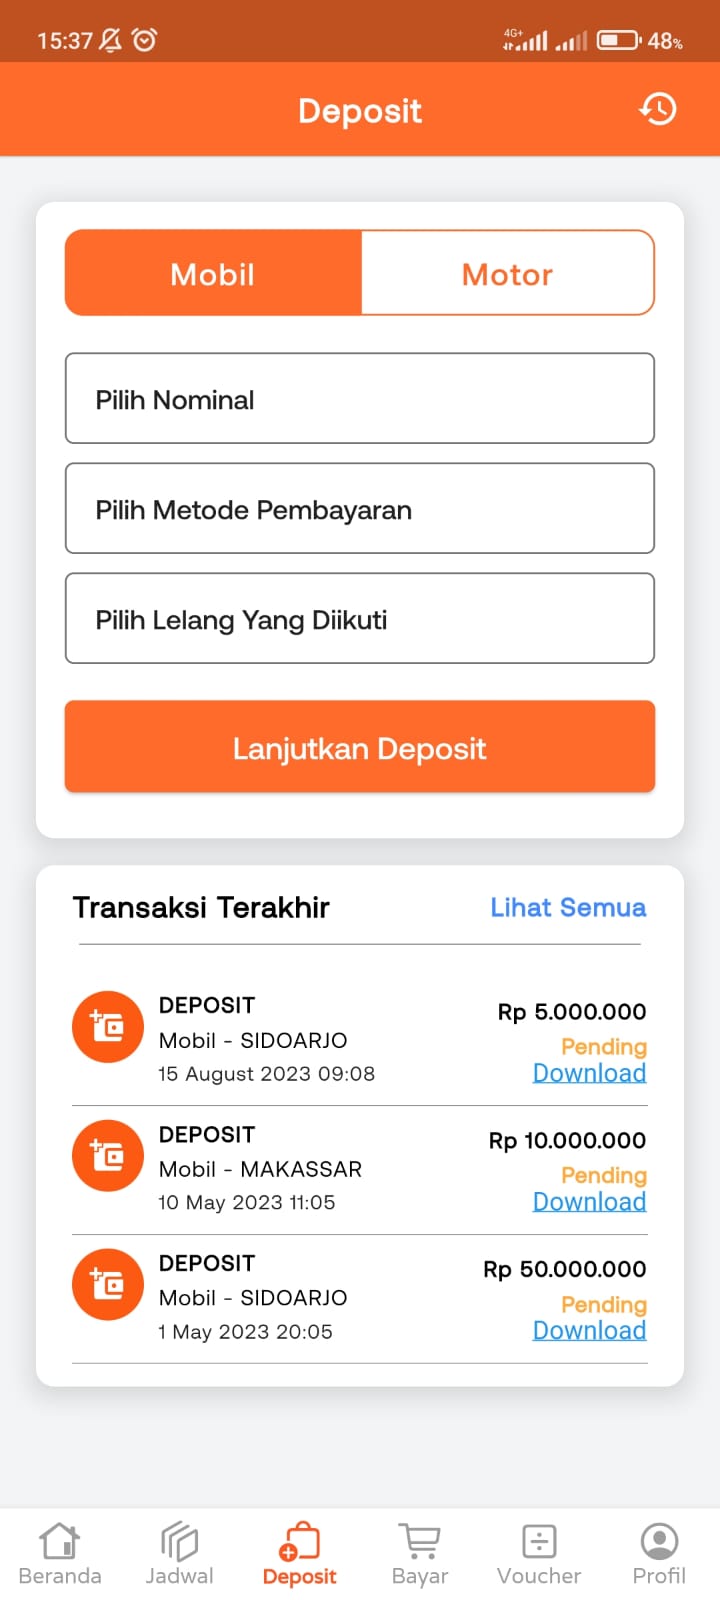 15:37
4G+
48%
Deposit
Mobil
Motor
Pilih Nominal
Pilih Metode Pembayaran
Pilih Lelang Yang Diikuti
Lanjutkan Deposit
Transaksi Terakhir
Lihat Semua
DEPOSIT
Mobil - SIDOARJO
15 August 2023 09:08
Rp 5.000.000
Pending
Download
DEPOSIT
Mobil - MAKASSAR
10 May 2023 11:05
Rp 10.000.000
Pending
Download
DEPOSIT
Mobil - SIDOARJO
1 May 2023 20:05
Rp 50.000.000
Pending
Download
Beranda
Jadwal
Deposit
Bayar
Voucher
Profil